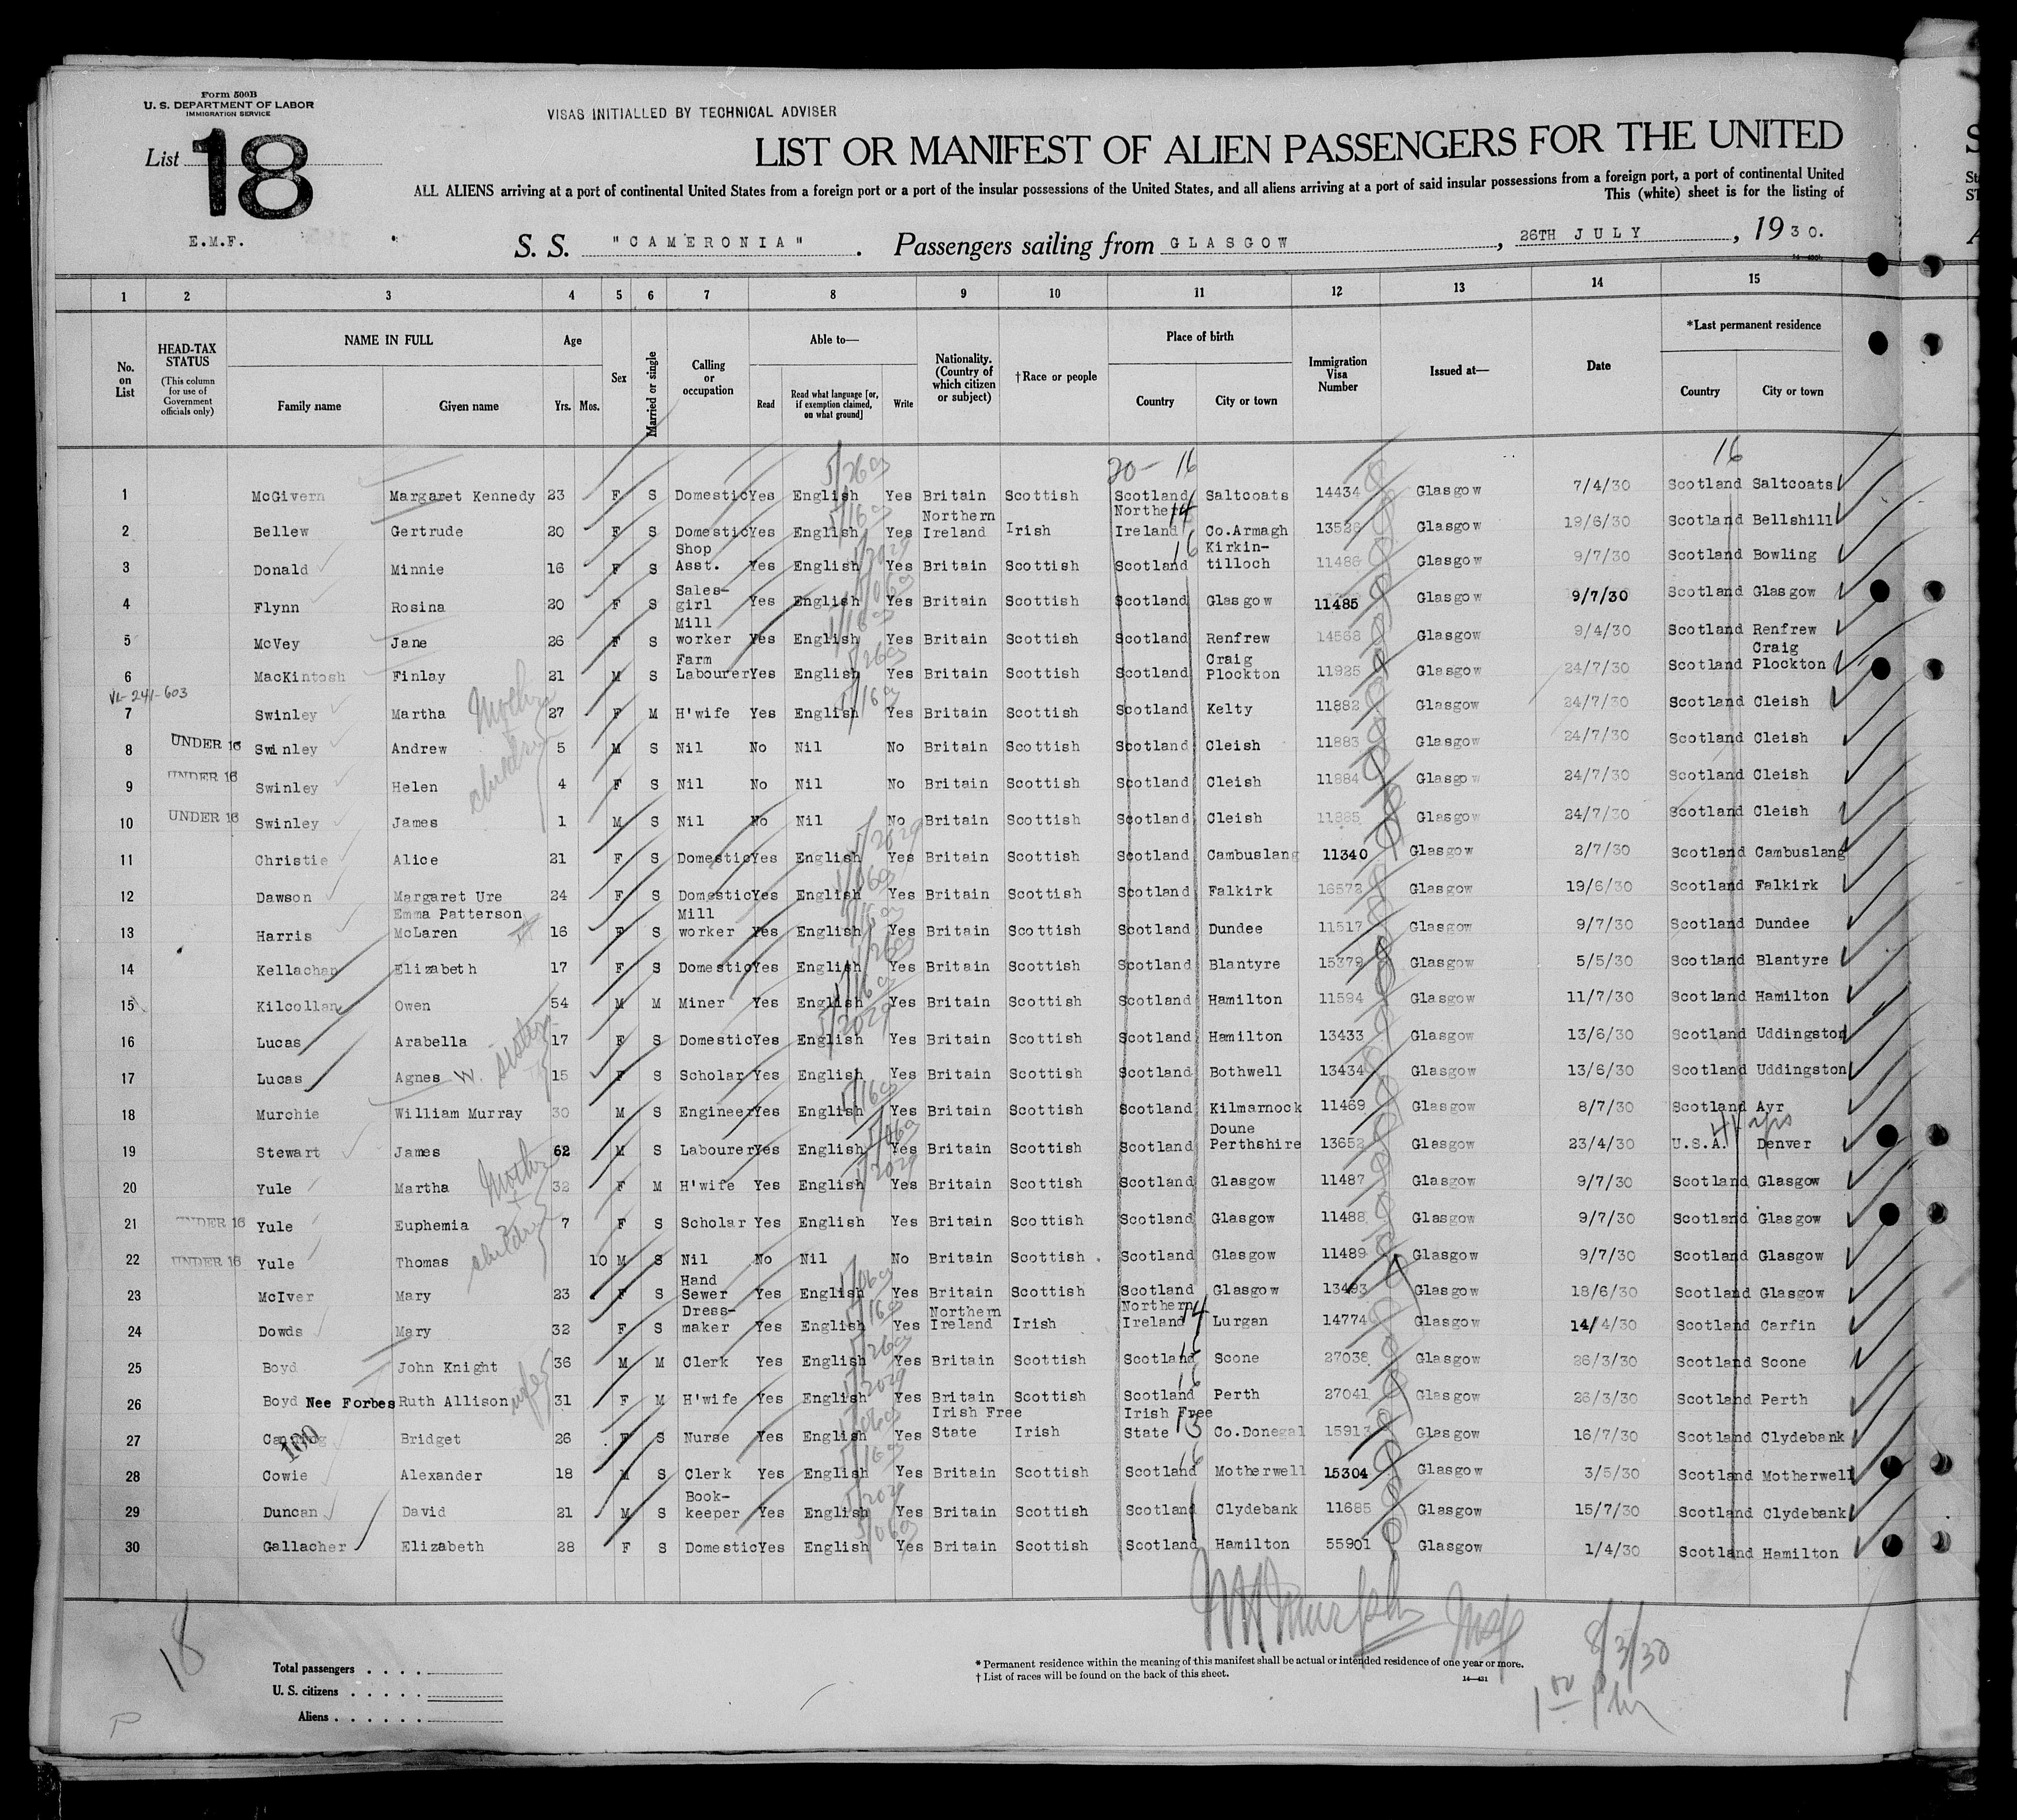 Form 500B
U. S. DEPARTMENT OF LABOR
IMMIGRATION SERVICE
VISAS INITIALLED BY TECHNICAL ADVISER
List 18
LIST OR MANIFEST OF ALIEN PASSENGERS FOR THE UNITED
ALL ALIENS arriving at a port of continental United States from a foreign port or a port of the insular possessions of the United States, and all aliens arriving at a port of said insular possessions from a foreign port, a port of continental United
This (white) sheet is for the listing of
E.M.F.
S. S. "CAMERONIA". Passengers sailing from GLASGOW, 26TH JULY, 1930.
1 2 3 4 5 6 7 8 9 10 11 12 13 14 15
No. on List
HEAD-TAX STATUS
(This column for use of Government officials only)
NAME IN FULL
Family name Given name
Age
Yrs. Mos.
Sex
Married or single
Calling or occupation
Able to—
Read
Read what language [or, if exemption claimed, on what ground]
Write
Nationality. (Country of which citizen or subject)
†Race or people
Place of birth
Country City or town
Immigration Visa Number
Issued at—
Date
*Last permanent residence
Country City or town
20- 16 16
1 McGivern Margaret Kennedy 23 F S Domestic Yes English Yes Britain Scottish Scotland Saltcoats 14434 Glasgow 7/4/30 Scotland Saltcoats
2 Bellew Gertrude 20 F S Domestic Yes English Yes Northern Ireland Irish Northern Ireland Co.Armagh Glasgow 19/6/30 Scotland Bellshill
3 Donald Minnie 16 F S Shop Asst. Yes English Yes Britain Scottish Scotland Kirkin-tilloch 11486 Glasgow 9/7/30 Scotland Bowling
4 Flynn Rosina 20 F S Sales-girl Yes English Yes Britain Scottish Scotland Glasgow 11485 Glasgow 9/7/30 Scotland Glasgow
5 McVey Jane 26 F S Mill worker Yes English Yes Britain Scottish Scotland Renfrew 14568 Glasgow 9/4/30 Scotland Renfrew
6 MacKintosh Finlay 21 M S Farm Labourer Yes English Yes Britain Scottish Scotland Craig Plockton 11925 Glasgow 24/7/30 Scotland Craig Plockton
VL-241-603
7 Swinley Martha Mother 27 F M H'wife Yes English Yes Britain Scottish Scotland Kelty 11882 Glasgow 24/7/30 Scotland Cleish
8 UNDER 16 Swinley Andrew 5 M S Nil No Nil No Britain Scottish Scotland Cleish 11883 Glasgow 24/7/30 Scotland Cleish
9 UNDER 16 Swinley Helen children 4 F S Nil No Nil No Britain Scottish Scotland Cleish 11884 Glasgow 24/7/30 Scotland Cleish
10 UNDER 16 Swinley James 1 M S Nil No Nil No Britain Scottish Scotland Cleish 11885 Glasgow 24/7/30 Scotland Cleish
11 Christie Alice 21 F S Domestic Yes English Yes Britain Scottish Scotland Cambuslang 11340 Glasgow 2/7/30 Scotland Cambuslang
12 Dawson Margaret Ure 24 F S Domestic Yes English Yes Britain Scottish Scotland Falkirk 16572 Glasgow 19/6/30 Scotland Falkirk
13 Harris Emma Patterson McLaren 16 F S Mill worker Yes English Yes Britain Scottish Scotland Dundee 11517 Glasgow 9/7/30 Scotland Dundee
14 Kellachan Elizabeth 17 F S Domestic Yes English Yes Britain Scottish Scotland Blantyre 15379 Glasgow 5/5/30 Scotland Blantyre
15 Kilcollan Owen 54 M M Miner Yes English Yes Britain Scottish Scotland Hamilton 11594 Glasgow 11/7/30 Scotland Hamilton
16 Lucas Arabella sisters 17 F S Domestic Yes English Yes Britain Scottish Scotland Hamilton 13433 Glasgow 13/6/30 Scotland Uddingston
17 Lucas Agnes W. 15 F S Scholar Yes English Yes Britain Scottish Scotland Bothwell 13434 Glasgow 13/6/30 Scotland Uddingston
18 Murchie William Murray 30 M S Engineer Yes English Yes Britain Scottish Scotland Kilmarnock 11469 Glasgow 8/7/30 Scotland Ayr
19 Stewart James 62 M S Labourer Yes English Yes Britain Scottish Scotland Doune Perthshire 13652 Glasgow 23/4/30 U.S.A. Denver
20 Yule Martha Mother 32 F M H'wife Yes English Yes Britain Scottish Scotland Glasgow 11487 Glasgow 9/7/30 Scotland Glasgow
21 UNDER 16 Yule Euphemia 7 F S Scholar Yes English Yes Britain Scottish Scotland Glasgow 11488 Glasgow 9/7/30 Scotland Glasgow
22 UNDER 16 Yule Thomas children 10 M S Nil No Nil No Britain Scottish Scotland Glasgow 11489 Glasgow 9/7/30 Scotland Glasgow
23 McIver Mary 23 F S Hand Sewer Yes English Yes Britain Scottish Scotland Glasgow 13493 Glasgow 18/6/30 Scotland Glasgow
24 Dowds Mary 32 F S Dress-maker Yes English Yes Northern Ireland Irish Northern Ireland Lurgan 14774 Glasgow 14/4/30 Scotland Carfin
25 Boyd John Knight 36 M M Clerk Yes English Yes Britain Scottish Scotland Scone 27038 Glasgow 26/3/30 Scotland Scone
26 Boyd Nee Forbes Ruth Allison wife 31 F M H'wife Yes English Yes Britain Scottish Scotland Perth 27041 Glasgow 26/3/30 Scotland Perth
27 100 Bridget 26 F S Nurse Yes English Yes Irish Free State Irish Irish Free State Co.Donegal 15913 Glasgow 16/7/30 Scotland Clydebank
28 Cowie Alexander 18 M S Clerk Yes English Yes Britain Scottish Scotland Motherwell 15304 Glasgow 3/5/30 Scotland Motherwell
29 Duncan David 21 M S Book-keeper Yes English Yes Britain Scottish Scotland Clydebank 11685 Glasgow 15/7/30 Scotland Clydebank
30 Gallacher Elizabeth 28 F S Domestic Yes English Yes Britain Scottish Scotland Hamilton 55901 Glasgow 1/4/30 Scotland Hamilton
18
8/3/30
1 00 PM
Total passengers
U. S. citizens
Aliens
* Permanent residence within the meaning of this manifest shall be actual or intended residence of one year or more.
† List of races will be found on the back of this sheet.
14—431
P